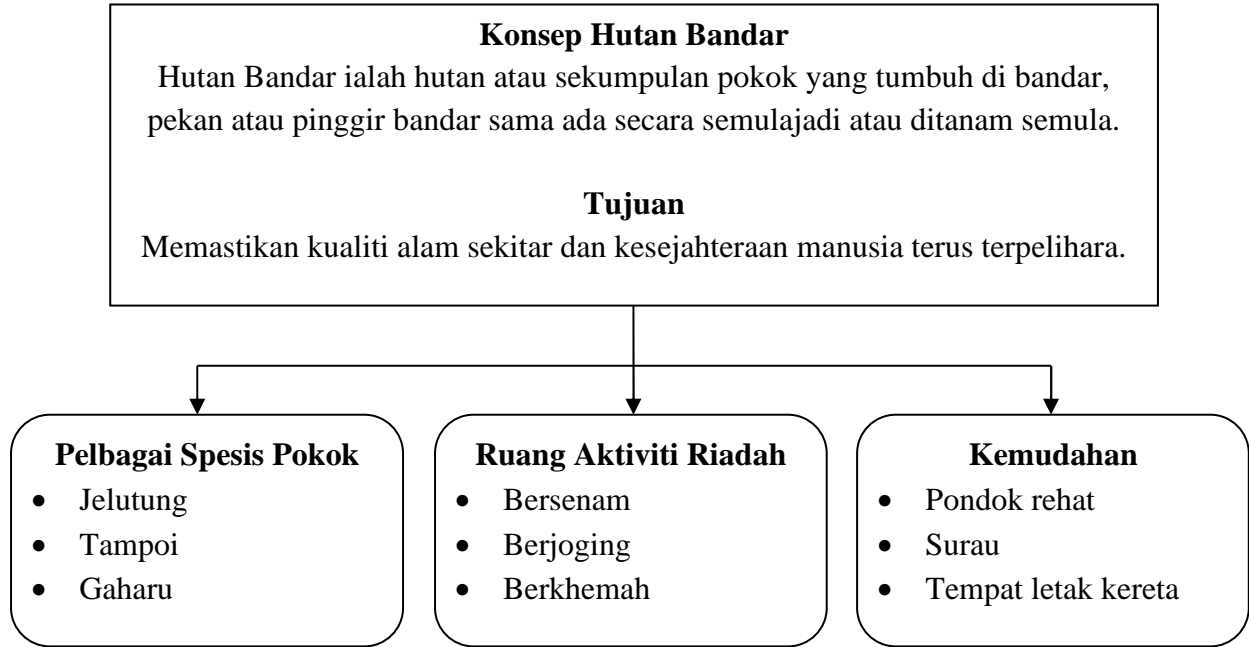 Konsep Hutan Bandar
Hutan Bandar ialah hutan atau sekumpulan pokok yang tumbuh di bandar,
pekan atau pinggir bandar sama ada secara semulajadi atau ditanam semula.
Tujuan
Memastikan kualiti alam sekitar dan kesejahteraan manusia terus terpelihara.
Pelbagai Spesis Pokok
• Jelutung
• Tampoi
• Gaharu
Ruang Aktiviti Riadah
• Bersenam
• Berjoging
• Berkhemah
Kemudahan
• Pondok rehat
• Surau
• Tempat letak kereta